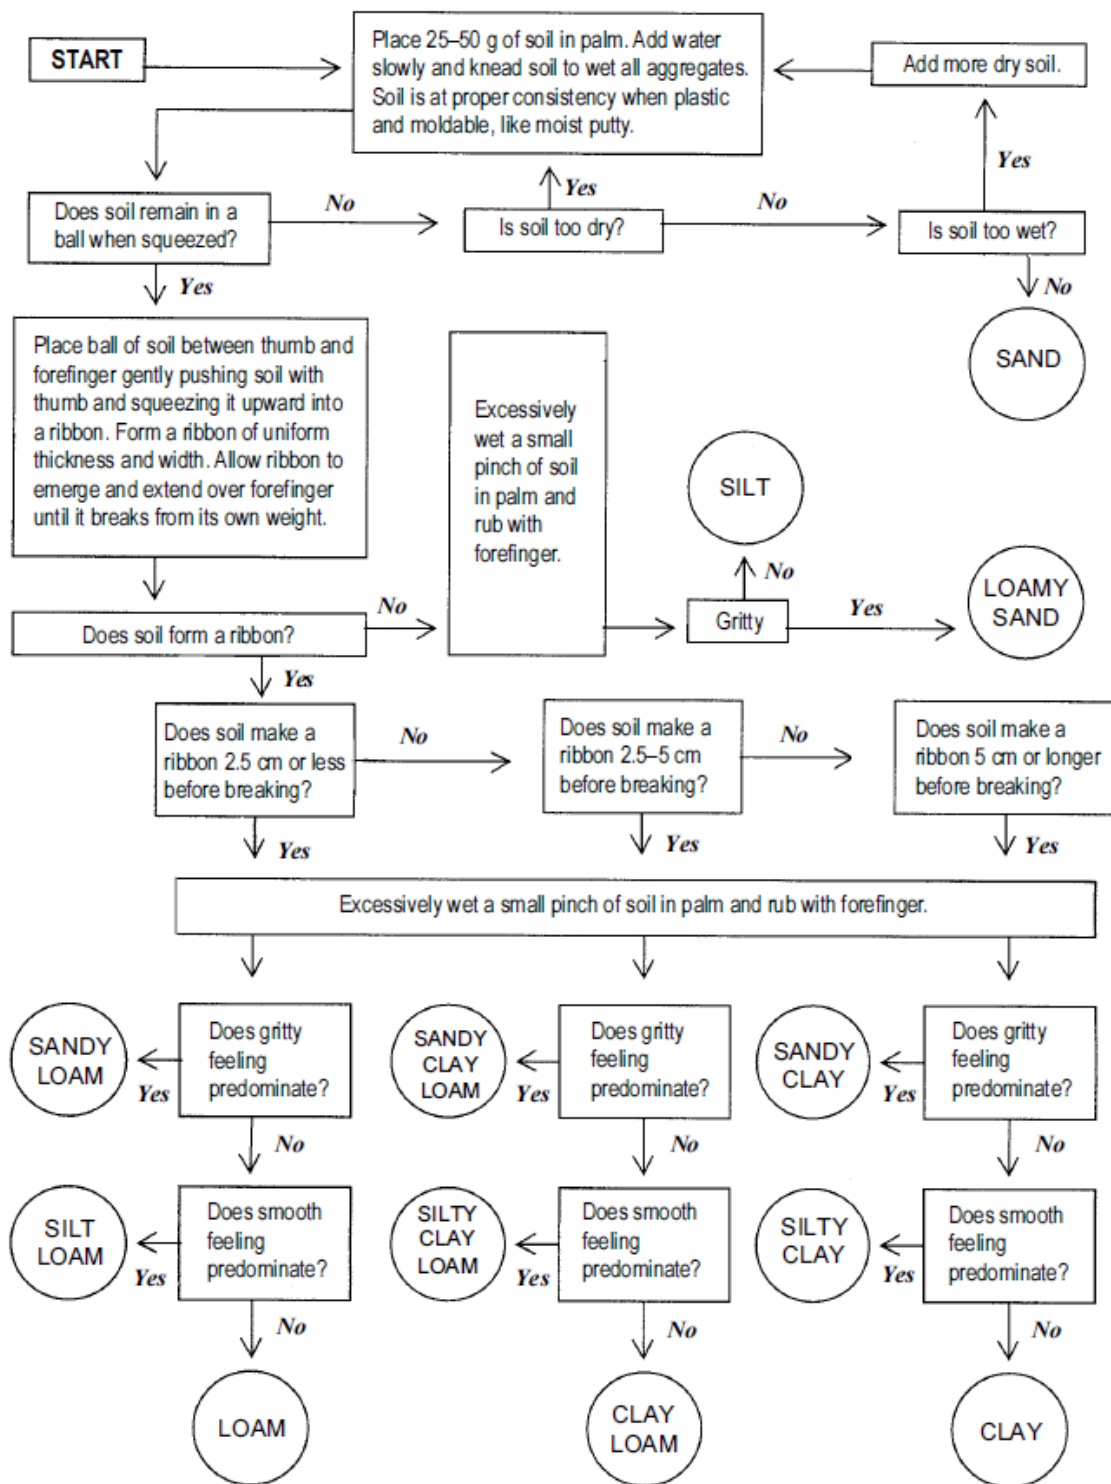 START
Place 25–50 g of soil in palm. Add water
slowly and knead soil to wet all aggregates.
Soil is at proper consistency when plastic
and moldable, like moist putty.
Add more dry soil.
Yes
Yes
Does soil remain in a
ball when squeezed?
No
Is soil too dry?
No
Is soil too wet?
Yes
No
SAND
Place ball of soil between thumb and
forefinger gently pushing soil with
thumb and squeezing it upward into
a ribbon. Form a ribbon of uniform
thickness and width. Allow ribbon to
emerge and extend over forefinger
until it breaks from its own weight.
Excessively
wet a small
pinch of soil
in palm and
rub with
forefinger.
SILT
No
LOAMY
SAND
Does soil form a ribbon?
No
Gritty
Yes
Yes
Does soil make a
ribbon 2.5 cm or less
before breaking?
No
Does soil make a
ribbon 2.5–5 cm
before breaking?
No
Does soil make a
ribbon 5 cm or longer
before breaking?
Yes
Yes
Yes
Excessively wet a small pinch of soil in palm and rub with forefinger.
SANDY
LOAM
Yes
Does gritty
feeling
predominate?
SANDY
CLAY
LOAM
Yes
Does gritty
feeling
predominate?
SANDY
CLAY
Yes
Does gritty
feeling
predominate?
No
No
No
SILT
LOAM
Yes
Does smooth
feeling
predominate?
SILTY
CLAY
LOAM
Yes
Does smooth
feeling
predominate?
SILTY
CLAY
Yes
Does smooth
feeling
predominate?
No
No
No
LOAM
CLAY
LOAM
CLAY